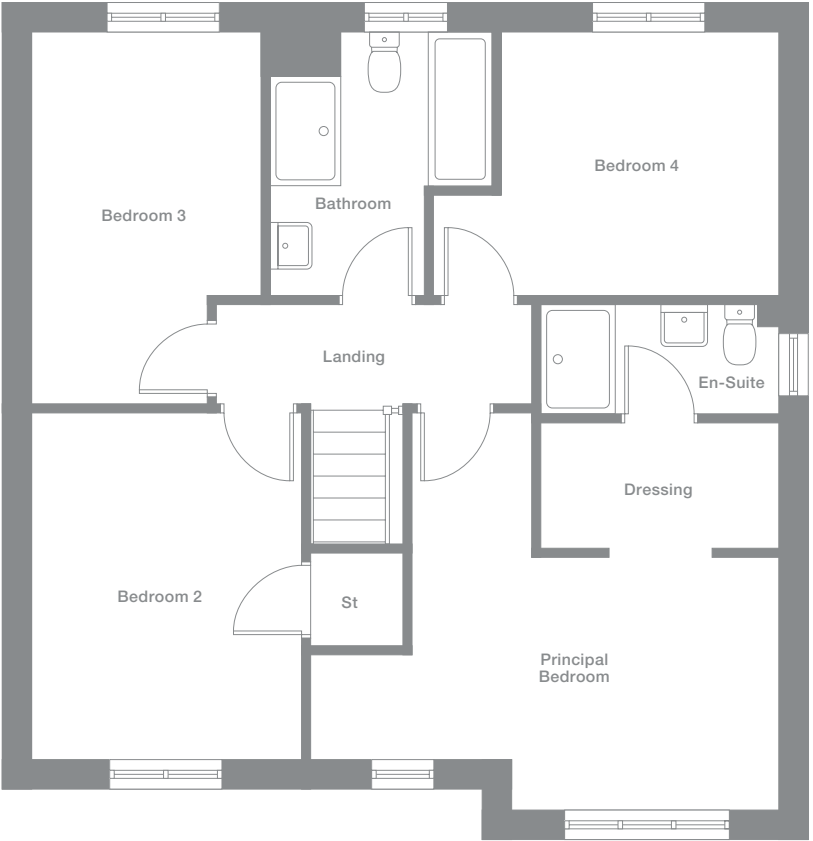 Bedroom 4
Bedroom 3
Bathroom
Landing
En-Suite
Dressing
Bedroom 2
St
Principal
Bedroom